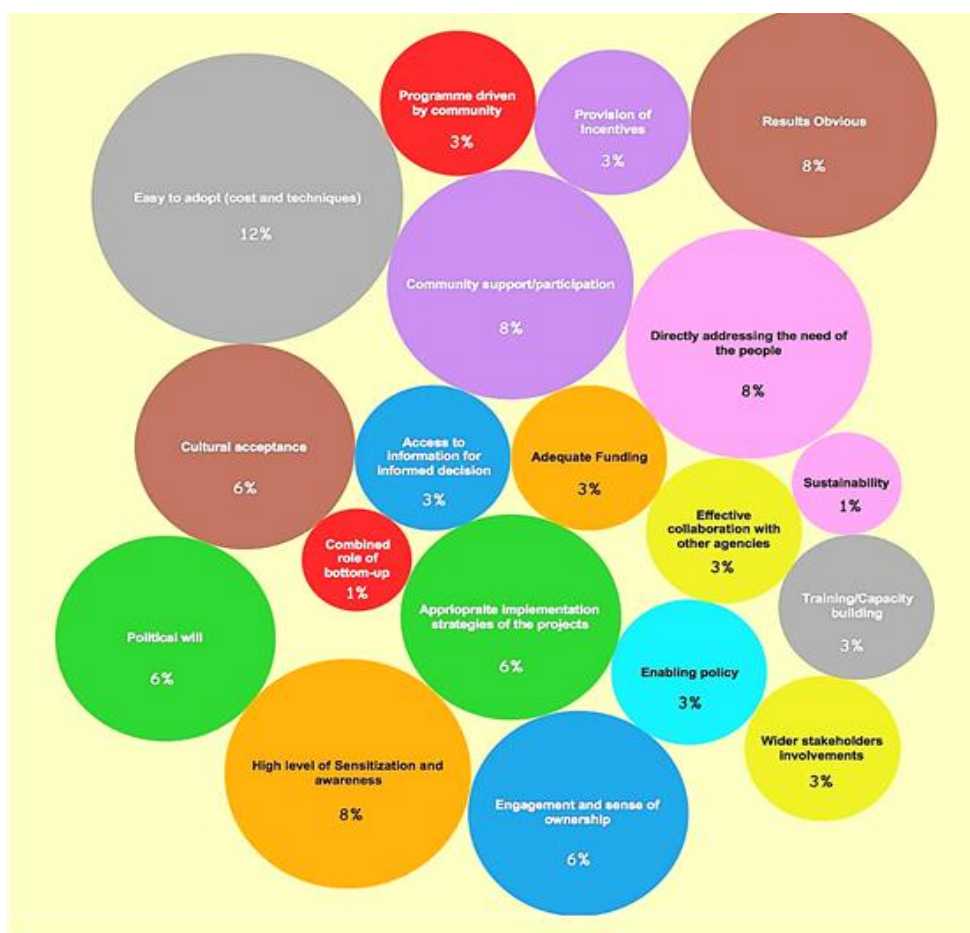 Programme driven
by community
3%
Provision of
Incentives
3%
Results Obvious
8%
Easy to adopt (cost and techniques)
12%
Community support/participation
8%
Directly addressing the need of
the people
8%
Cultural acceptance
6%
Access to
information for
informed decision
3%
Adequate Funding
3%
Sustainability
1%
Effective
collaboration with
other agencies
3%
Combined
role of
bottom-up
1%
Appriopraite implementation
strategies of the projects
6%
Training/Capacity
building
3%
Political will
6%
Enabling policy
3%
Wider stakeholders
involvements
3%
High level of Sensitization and
awareness
8%
Engagement and sense of
ownership
6%